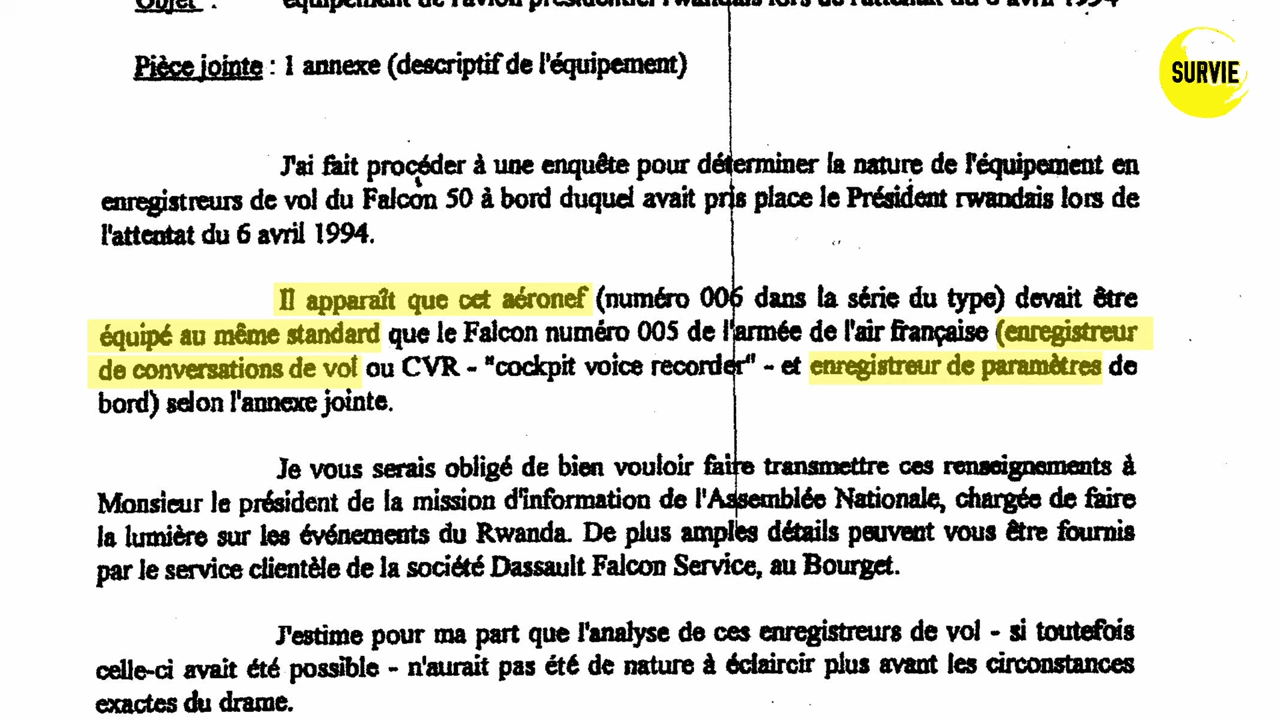 Objet : équipement de l'avion présidentiel rwandais lors de l'attentat du 6 avril 1994
Pièce jointe : 1 annexe (descriptif de l'équipement)
SURVIE
J'ai fait procéder à une enquête pour déterminer la nature de l'équipement en
enregistreurs de vol du Falcon 50 à bord duquel avait pris place le Président rwandais lors de
l'attentat du 6 avril 1994.
Il apparaît que cet aéronef (numéro 006 dans la série du type) devait être
équipé au même standard que le Falcon numéro 005 de l'armée de l'air française (enregistreur
de conversations de vol ou CVR - "cockpit voice recorder" - et enregistreur de paramètres de
bord) selon l'annexe jointe.
Je vous serais obligé de bien vouloir faire transmettre ces renseignements à
Monsieur le président de la mission d'information de l'Assemblée Nationale, chargée de faire
la lumière sur les événements du Rwanda. De plus amples détails peuvent vous être fournis
par le service clientèle de la société Dassault Falcon Service, au Bourget.
J'estime pour ma part que l'analyse de ces enregistreurs de vol - si toutefois
celle-ci avait été possible - n'aurait pas été de nature à éclaircir plus avant les circonstances
exactes du drame.